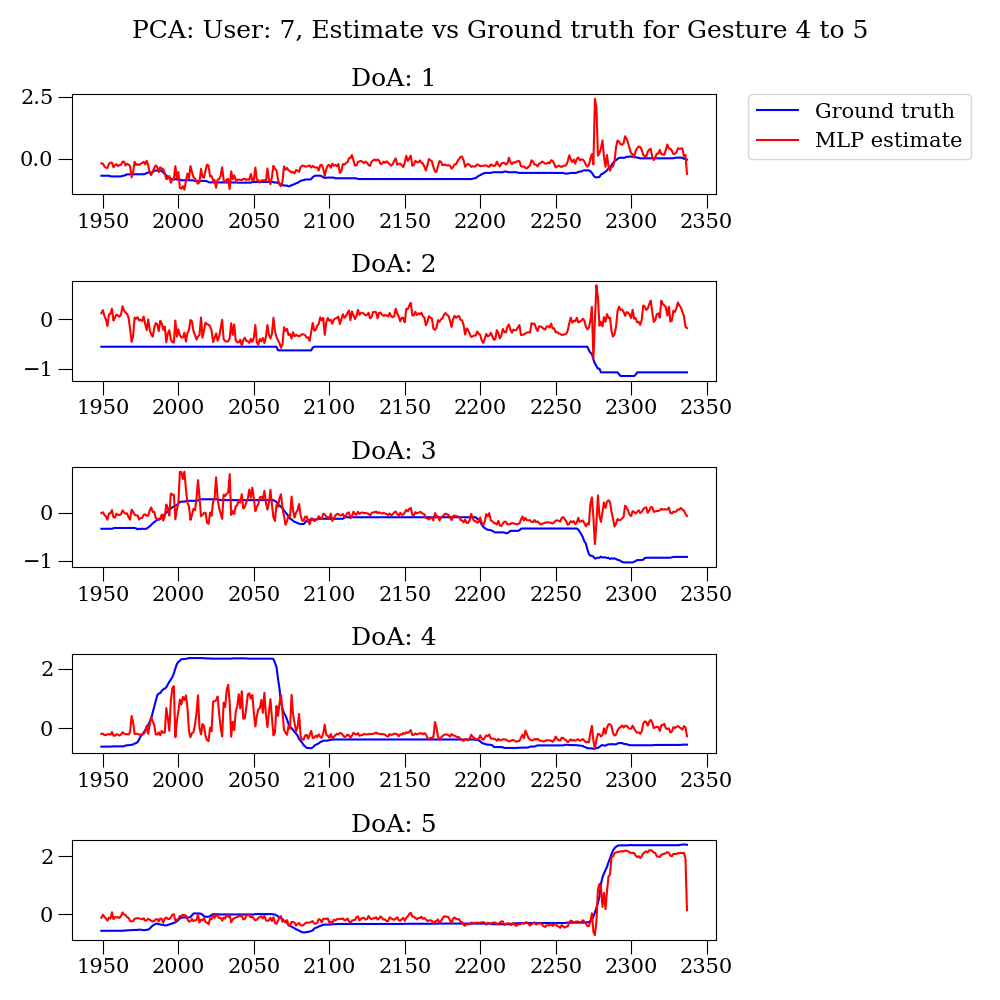 PCA: User: 7, Estimate vs Ground truth for Gesture 4 to 5
DoA: 1
2.5
0.0
1950 2000 2050 2100 2150 2200 2250 2300 2350
Ground truth
MLP estimate
DoA: 2
0
−1
1950 2000 2050 2100 2150 2200 2250 2300 2350
DoA: 3
0
−1
1950 2000 2050 2100 2150 2200 2250 2300 2350
DoA: 4
2
0
1950 2000 2050 2100 2150 2200 2250 2300 2350
DoA: 5
2
0
1950 2000 2050 2100 2150 2200 2250 2300 2350